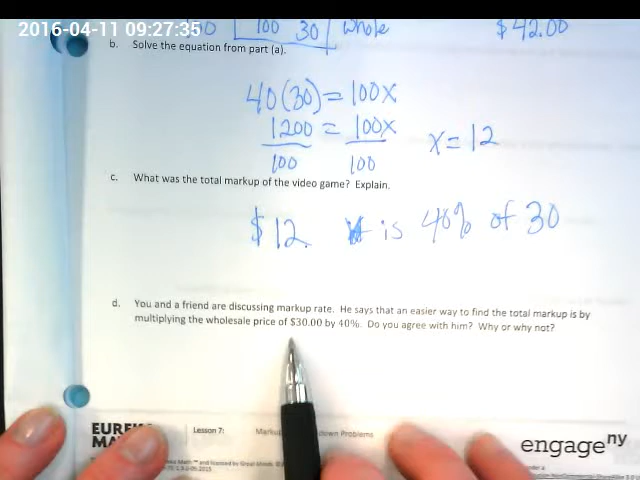 2016-04-11 09:27:35
100 30 Whole
$42.00
b. Solve the equation from part (a).
40(30) = 100x
1200 = 100x
100 100
x = 12
c. What was the total markup of the video game? Explain.
$12. is 40% of 30
d. You and a friend are discussing markup rate. He says that an easier way to find the total markup is by
multiplying the wholesale price of $30.00 by 40%. Do you agree with him? Why or why not?
Lesson 7:
engage ny